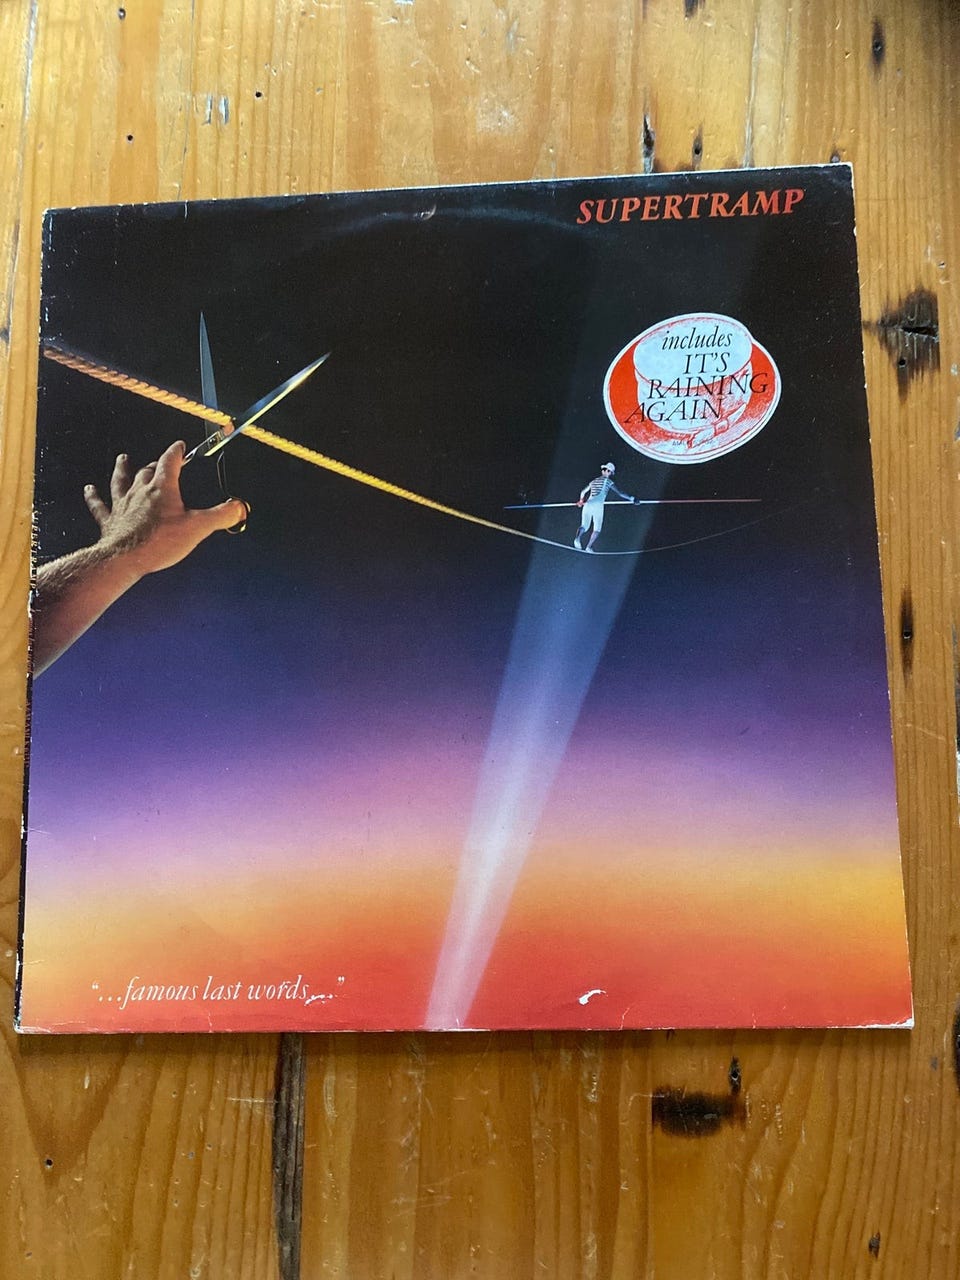 SUPERTRAMP
includes
IT'S
RAINING
AGAIN
"...famous last words..."